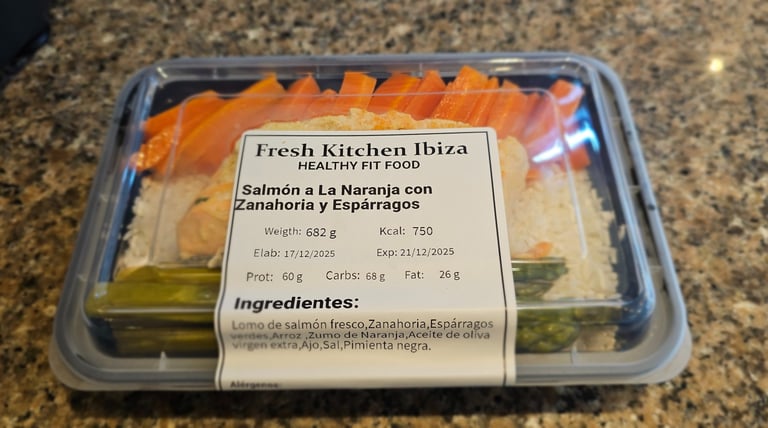 Fresh Kitchen Ibiza
HEALTHY FIT FOOD
Salmón a La Naranja con
Zanahoria y Espárragos
Weigth: 682 g Kcal: 750
Elab: 17/12/2025 Exp: 21/12/2025
Prot: 60 g Carbs: 68 g Fat: 26 g
Ingredientes:
Lomo de salmón fresco,Zanahoria,Espárragos
verdes,Arroz ,Zumo de Naranja,Aceite de oliva
virgen extra,Ajo,Sal,Pimienta negra.
Alérgenos: